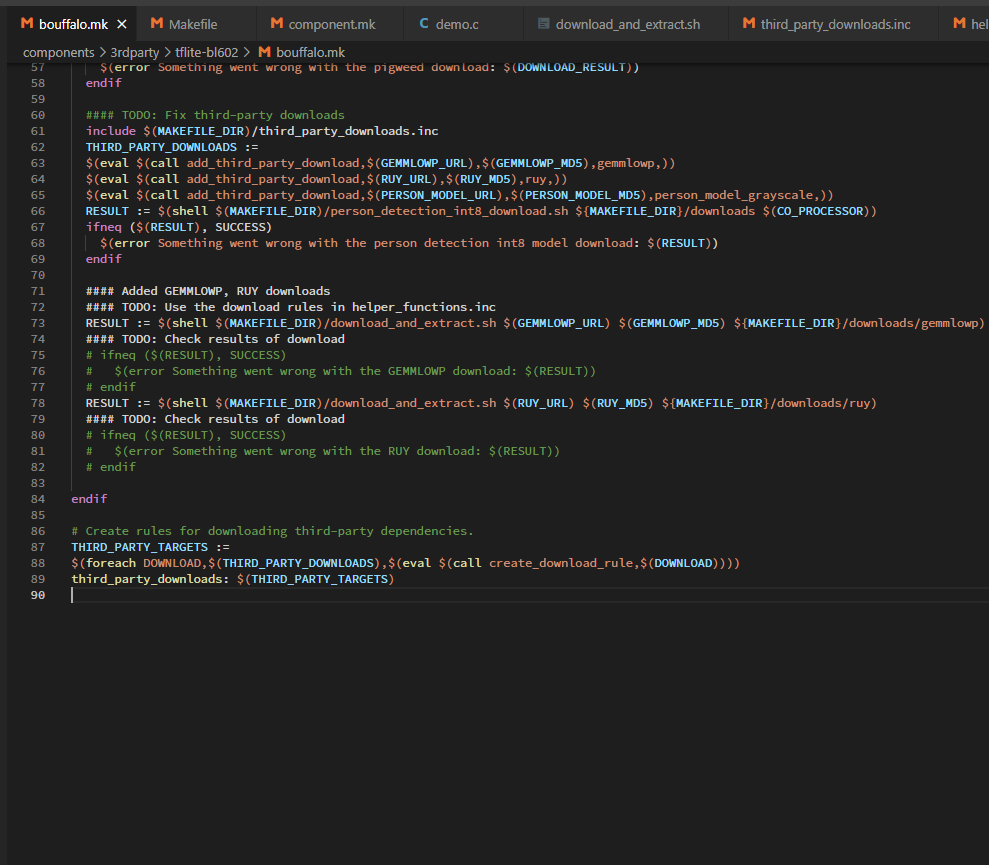 M bouffalo.mk × M Makefile M component.mk C demo.c download_and_extract.sh M third_party_downloads.inc M hel
components > 3rdparty > tflite-bl602 > M bouffalo.mk
57 $(error Something went wrong with the pigweed download: $(DOWNLOAD_RESULT))
58 endif
59
60 #### TODO: Fix third-party downloads
61 include $(MAKEFILE_DIR)/third_party_downloads.inc
62 THIRD_PARTY_DOWNLOADS :=
63 $(eval $(call add_third_party_download,$(GEMMLOWP_URL),$(GEMMLOWP_MD5),gemmlowp,))
64 $(eval $(call add_third_party_download,$(RUY_URL),$(RUY_MD5),ruy,))
65 $(eval $(call add_third_party_download,$(PERSON_MODEL_URL),$(PERSON_MODEL_MD5),person_model_grayscale,))
66 RESULT := $(shell $(MAKEFILE_DIR)/person_detection_int8_download.sh ${MAKEFILE_DIR}/downloads $(CO_PROCESSOR))
67 ifneq ($(RESULT), SUCCESS)
68 $(error Something went wrong with the person detection int8 model download: $(RESULT))
69 endif
70
71 #### Added GEMMLOWP, RUY downloads
72 #### TODO: Use the download rules in helper_functions.inc
73 RESULT := $(shell $(MAKEFILE_DIR)/download_and_extract.sh $(GEMMLOWP_URL) $(GEMMLOWP_MD5) ${MAKEFILE_DIR}/downloads/gemmlowp)
74 #### TODO: Check results of download
75 # ifneq ($(RESULT), SUCCESS)
76 #   $(error Something went wrong with the GEMMLOWP download: $(RESULT))
77 # endif
78 RESULT := $(shell $(MAKEFILE_DIR)/download_and_extract.sh $(RUY_URL) $(RUY_MD5) ${MAKEFILE_DIR}/downloads/ruy)
79 #### TODO: Check results of download
80 # ifneq ($(RESULT), SUCCESS)
81 #   $(error Something went wrong with the RUY download: $(RESULT))
82 # endif
83
84 endif
85
86 # Create rules for downloading third-party dependencies.
87 THIRD_PARTY_TARGETS :=
88 $(foreach DOWNLOAD,$(THIRD_PARTY_DOWNLOADS),$(eval $(call create_download_rule,$(DOWNLOAD))))
89 third_party_downloads: $(THIRD_PARTY_TARGETS)
90